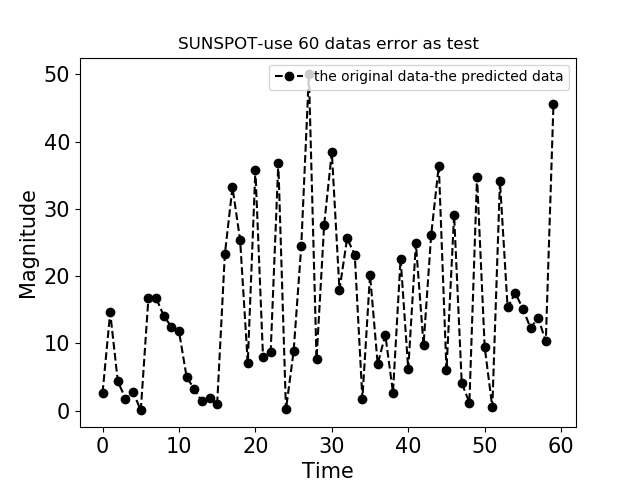 SUNSPOT-use 60 datas error as test
the original data-the predicted data
50
40
30
20
10
0
Magnitude
0 10 20 30 40 50 60
Time